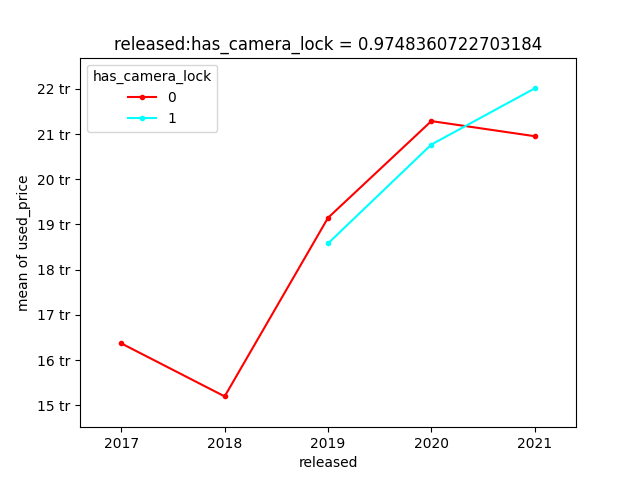 released:has_camera_lock = 0.9748360722703184
has_camera_lock
0
1
22 tr
21 tr
20 tr
19 tr
18 tr
17 tr
16 tr
15 tr
mean of used_price
2017 2018 2019 2020 2021
released